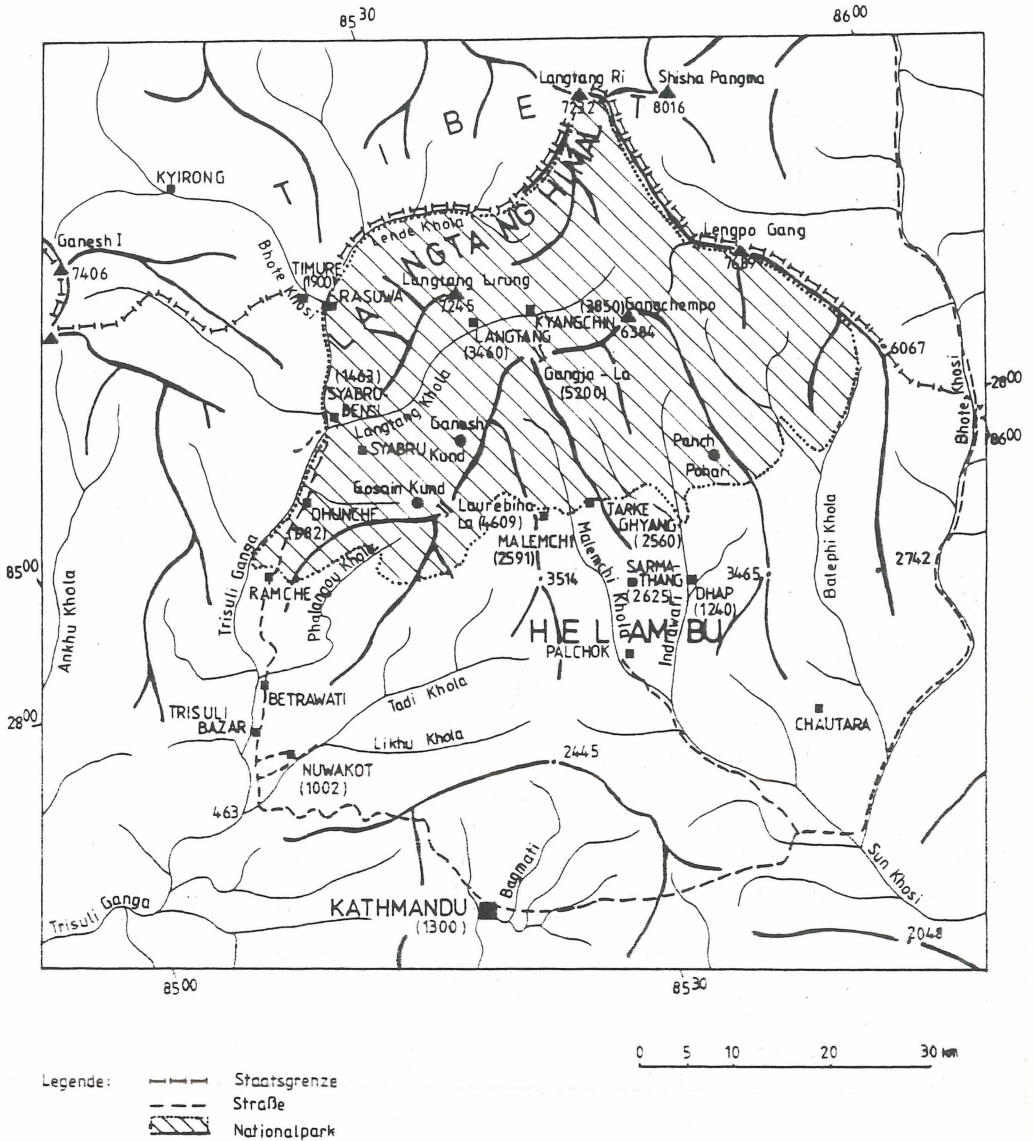 85 30
86 00
Langtang Ri
7232
Shisha Pangma
8016
T I B E T
KYIRONG
LANGTANG HIMAL
Lende Khola
Ganesh I
7406
Bhote Kosi
TIMURE
(1900)
RASUWA
Langtang Lirung
7245
Lengpo Gang
LANGTANG
(3460)
KYANGCHIN
(3850)
Ganachempo
6384
Gangja-La
(5200)
6067
28 00
86 00
Bhote Khosi
(1463)
SYABRU-
BENSI
Langtang Khola
SYABRU
Ganesh
Kund
Panch
Pohari
Gosain Kund
DHUNCHE
Laurebina-
La (4609)
MALEMCHI
(2591)
TARKE
GHYANG
(2560)
Malemchi Khola
SARMA-
THANG
2625
DHAP
(1240)
Indrawati Khola
3465
3514
Balephi Khola
2742
85 00
Ankhu Khola
Trisuli Ganga
RAMCHE
Phalangou Khola
HELAMBU
PALCHOK
BETRAWATI
Tadi Khola
TRISULI
BAZAR
Likhu Khola
CHAUTARA
28 00
NUWAKOT
(1002)
2445
463
Sun Khosi
Bagmati
KATHMANDU
(1300)
Trisuli Ganga
2048
85 00
85 30
0 5 10 20 30 km
Legende:
Staatsgrenze
Straße
Nationalpark